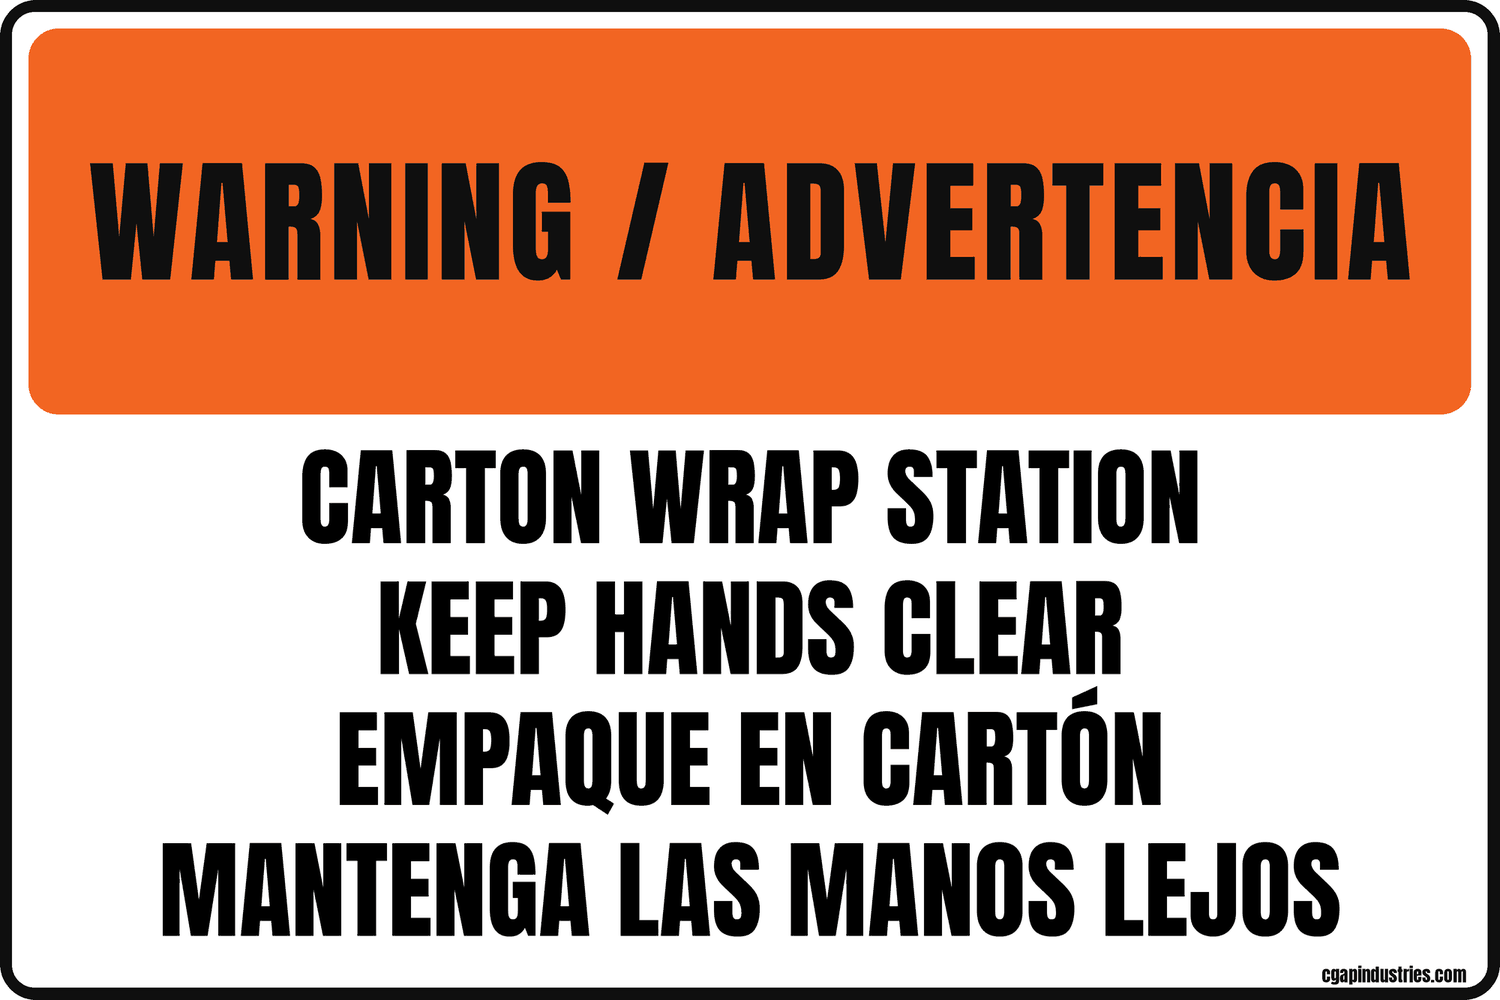 WARNING / ADVERTENCIA
CARTON WRAP STATION
KEEP HANDS CLEAR
EMPAQUE EN CARTÓN
MANTENGA LAS MANOS LEJOS
cgapindustries.com